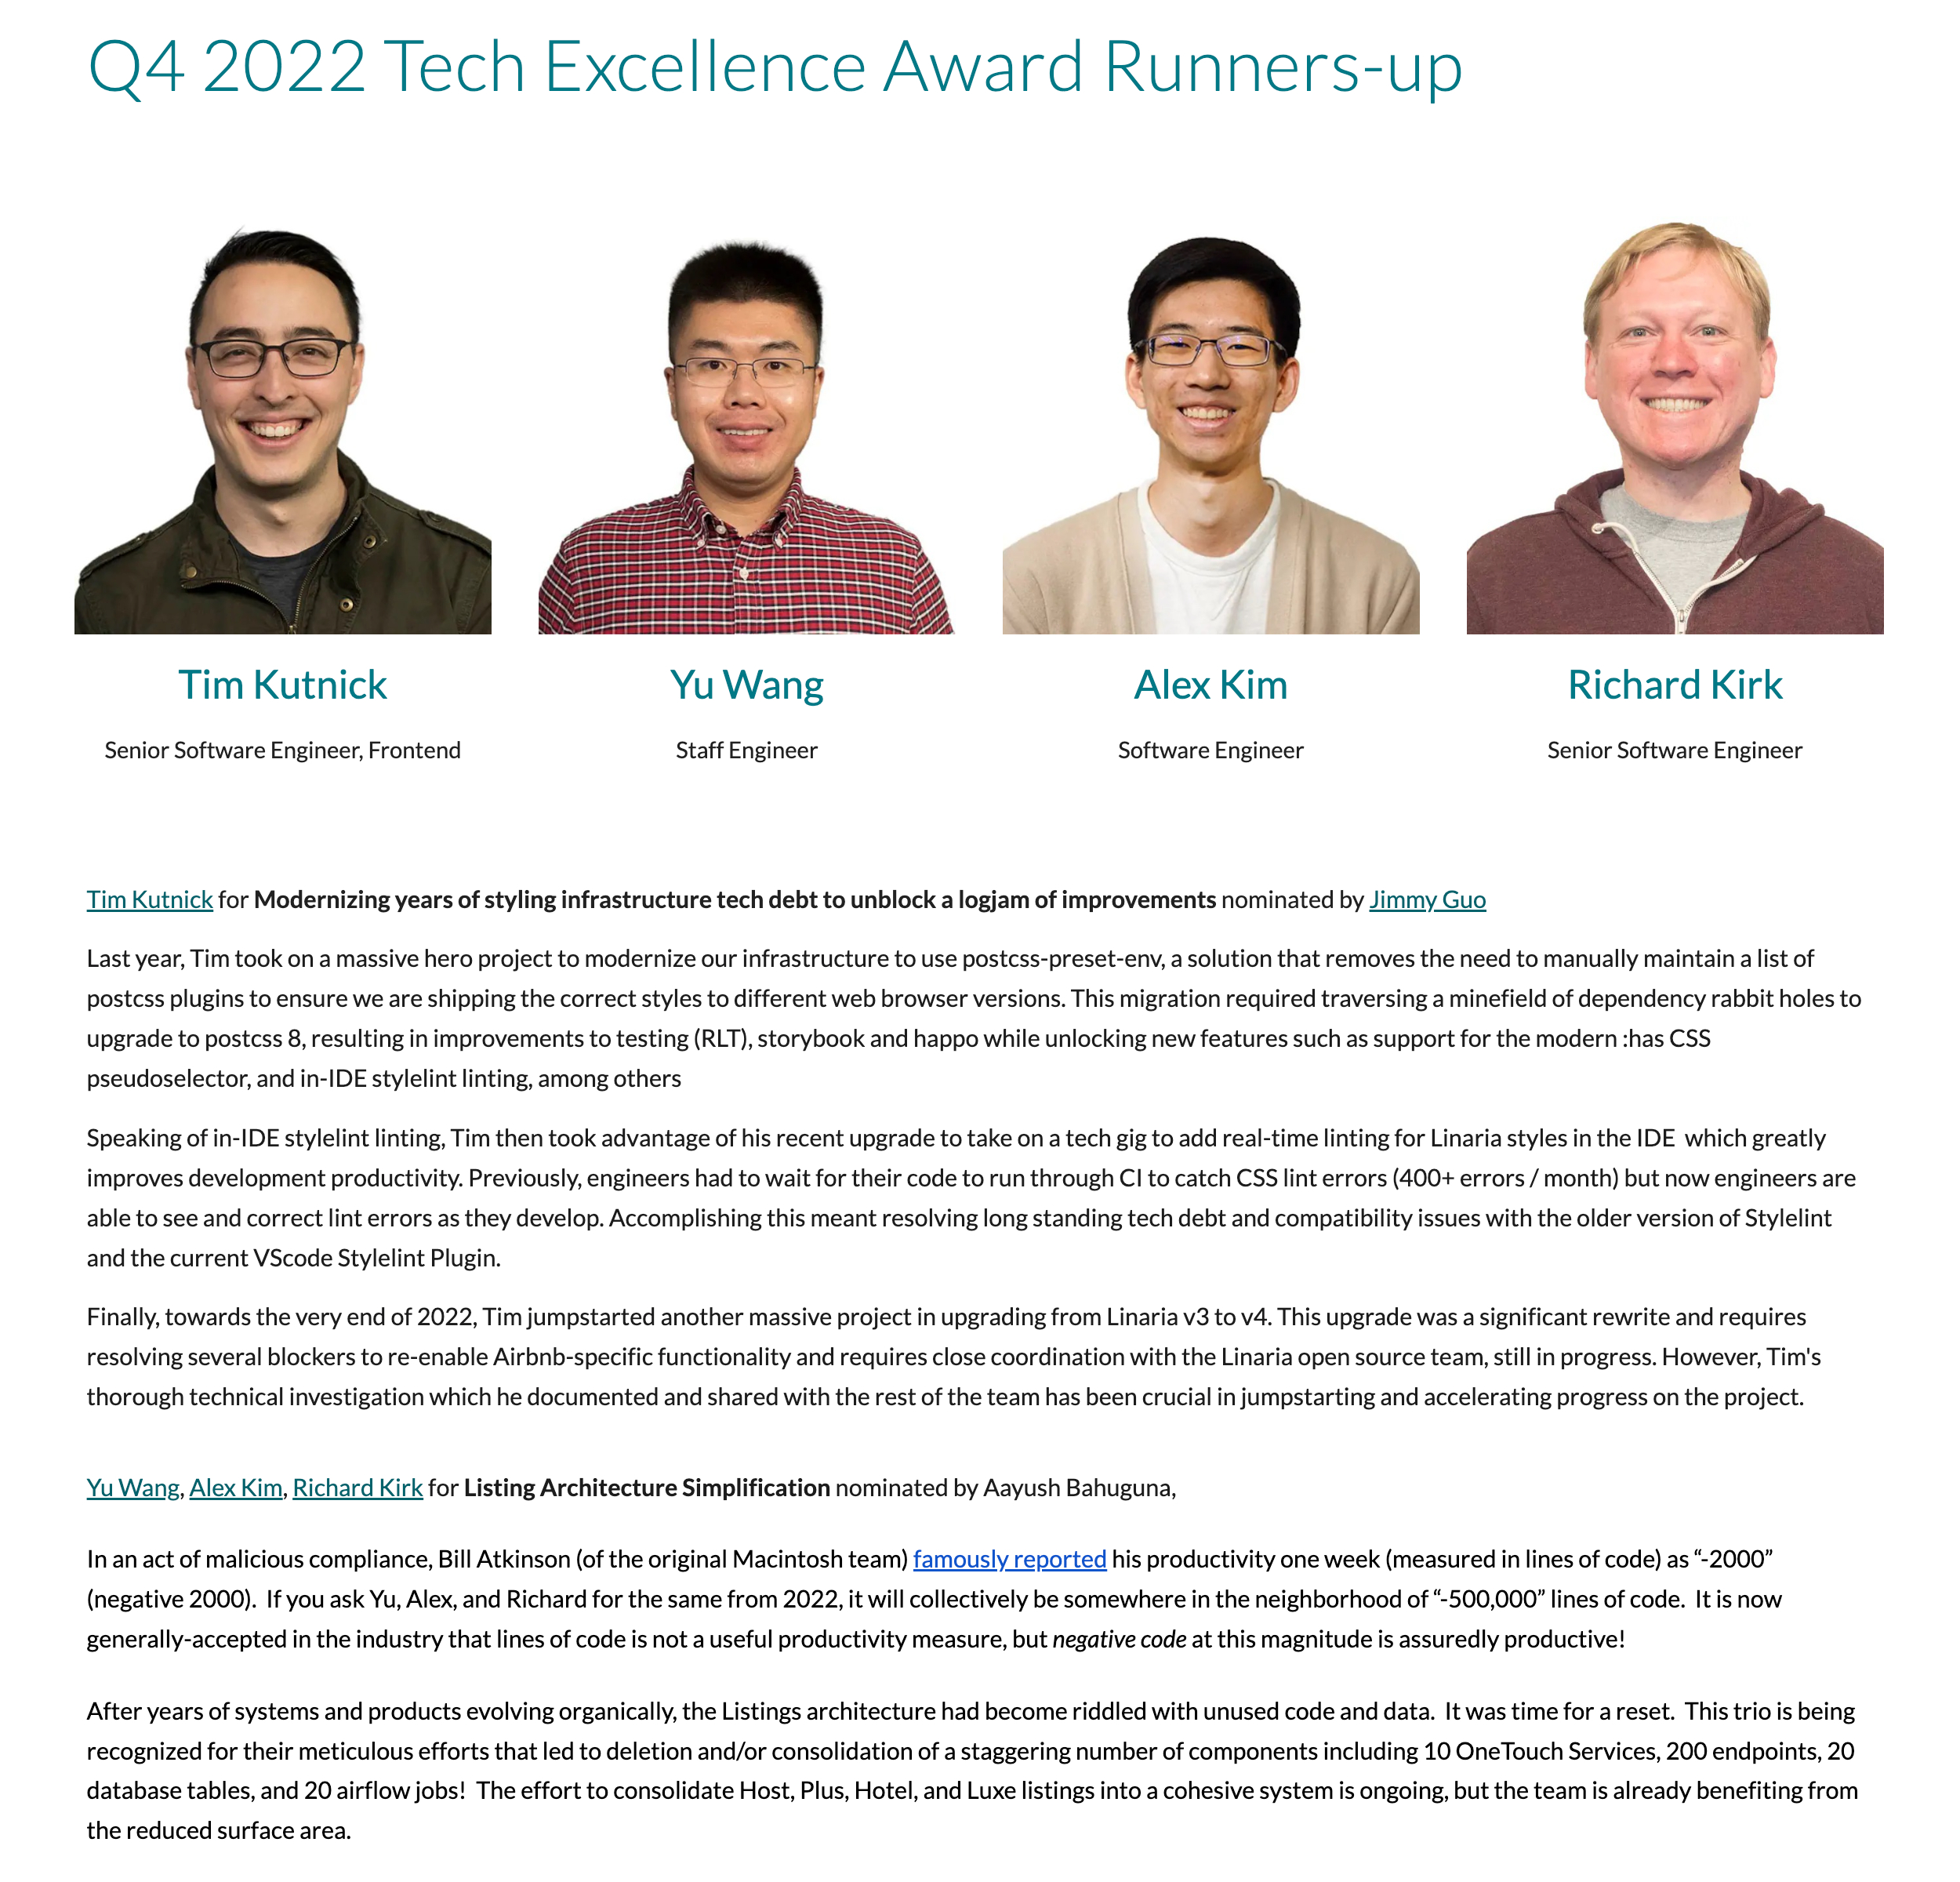 Q4 2022 Tech Excellence Award Runners-up
Tim Kutnick
Yu Wang
Alex Kim
Richard Kirk
Senior Software Engineer, Frontend
Staff Engineer
Software Engineer
Senior Software Engineer
Tim Kutnick for Modernizing years of styling infrastructure tech debt to unblock a logjam of improvements nominated by Jimmy Guo
Last year, Tim took on a massive hero project to modernize our infrastructure to use postcss-preset-env, a solution that removes the need to manually maintain a list of
postcss plugins to ensure we are shipping the correct styles to different web browser versions. This migration required traversing a minefield of dependency rabbit holes to
upgrade to postcss 8, resulting in improvements to testing (RLT), storybook and happo while unlocking new features such as support for the modern :has CSS
pseudoselector, and in-IDE stylelint linting, among others
Speaking of in-IDE stylelint linting, Tim then took advantage of his recent upgrade to take on a tech gig to add real-time linting for Linaria styles in the IDE  which greatly
improves development productivity. Previously, engineers had to wait for their code to run through CI to catch CSS lint errors (400+ errors / month) but now engineers are
able to see and correct lint errors as they develop. Accomplishing this meant resolving long standing tech debt and compatibility issues with the older version of Stylelint
and the current VScode Stylelint Plugin.
Finally, towards the very end of 2022, Tim jumpstarted another massive project in upgrading from Linaria v3 to v4. This upgrade was a significant rewrite and requires
resolving several blockers to re-enable Airbnb-specific functionality and requires close coordination with the Linaria open source team, still in progress. However, Tim's
thorough technical investigation which he documented and shared with the rest of the team has been crucial in jumpstarting and accelerating progress on the project.
Yu Wang, Alex Kim, Richard Kirk for Listing Architecture Simplification nominated by Aayush Bahuguna,
In an act of malicious compliance, Bill Atkinson (of the original Macintosh team) famously reported his productivity one week (measured in lines of code) as “-2000”
(negative 2000).  If you ask Yu, Alex, and Richard for the same from 2022, it will collectively be somewhere in the neighborhood of “-500,000” lines of code.  It is now
generally-accepted in the industry that lines of code is not a useful productivity measure, but negative code at this magnitude is assuredly productive!
After years of systems and products evolving organically, the Listings architecture had become riddled with unused code and data.  It was time for a reset.  This trio is being
recognized for their meticulous efforts that led to deletion and/or consolidation of a staggering number of components including 10 OneTouch Services, 200 endpoints, 20
database tables, and 20 airflow jobs!  The effort to consolidate Host, Plus, Hotel, and Luxe listings into a cohesive system is ongoing, but the team is already benefiting from
the reduced surface area.